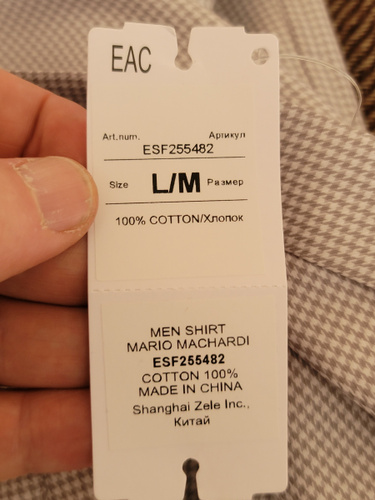 EAC
Art.num. Артикул
ESF255482
Size L/M Размер
100% COTTON/Хлопок
MEN SHIRT
MARIO MACHARDI
ESF255482
COTTON 100%
MADE IN CHINA
Shanghai Zele Inc.,
Китай